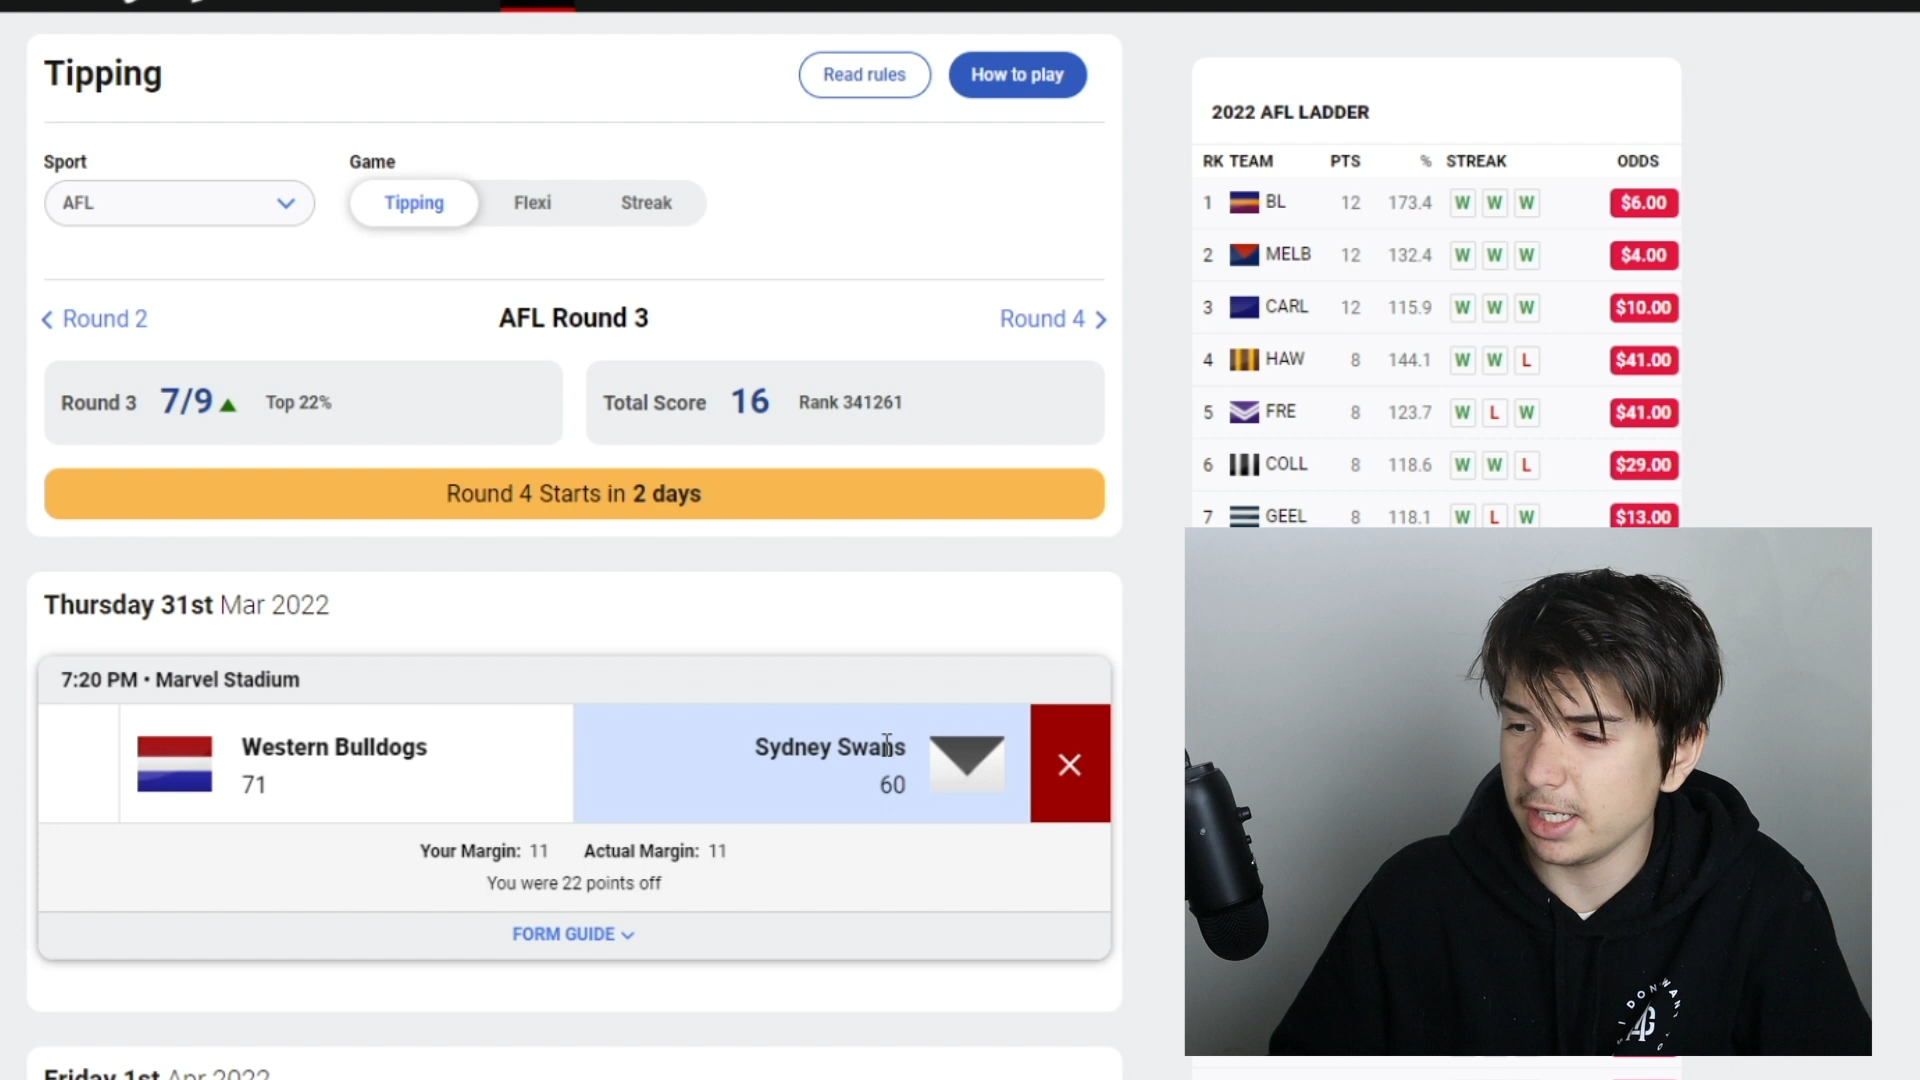 Tipping
Read rules
How to play
Sport
Game
AFL
Tipping
Flexi
Streak
Round 2
AFL Round 3
Round 4
Round 3 7/9 Top 22%
Total Score 16 Rank 341261
Round 4 Starts in 2 days
Thursday 31st Mar 2022
7:20 PM • Marvel Stadium
Western Bulldogs
71
Sydney Swans
60
Your Margin: 11 Actual Margin: 11
You were 22 points off
FORM GUIDE
Friday 1st Apr 2022
2022 AFL LADDER
RK TEAM PTS % STREAK ODDS
1 BL 12 173.4 W W W $6.00
2 MELB 12 132.4 W W W $4.00
3 CARL 12 115.9 W W W $10.00
4 HAW 8 144.1 W W L $41.00
5 FRE 8 123.7 W L W $41.00
6 COLL 8 118.6 W W L $29.00
7 GEEL 8 118.1 W L W $13.00